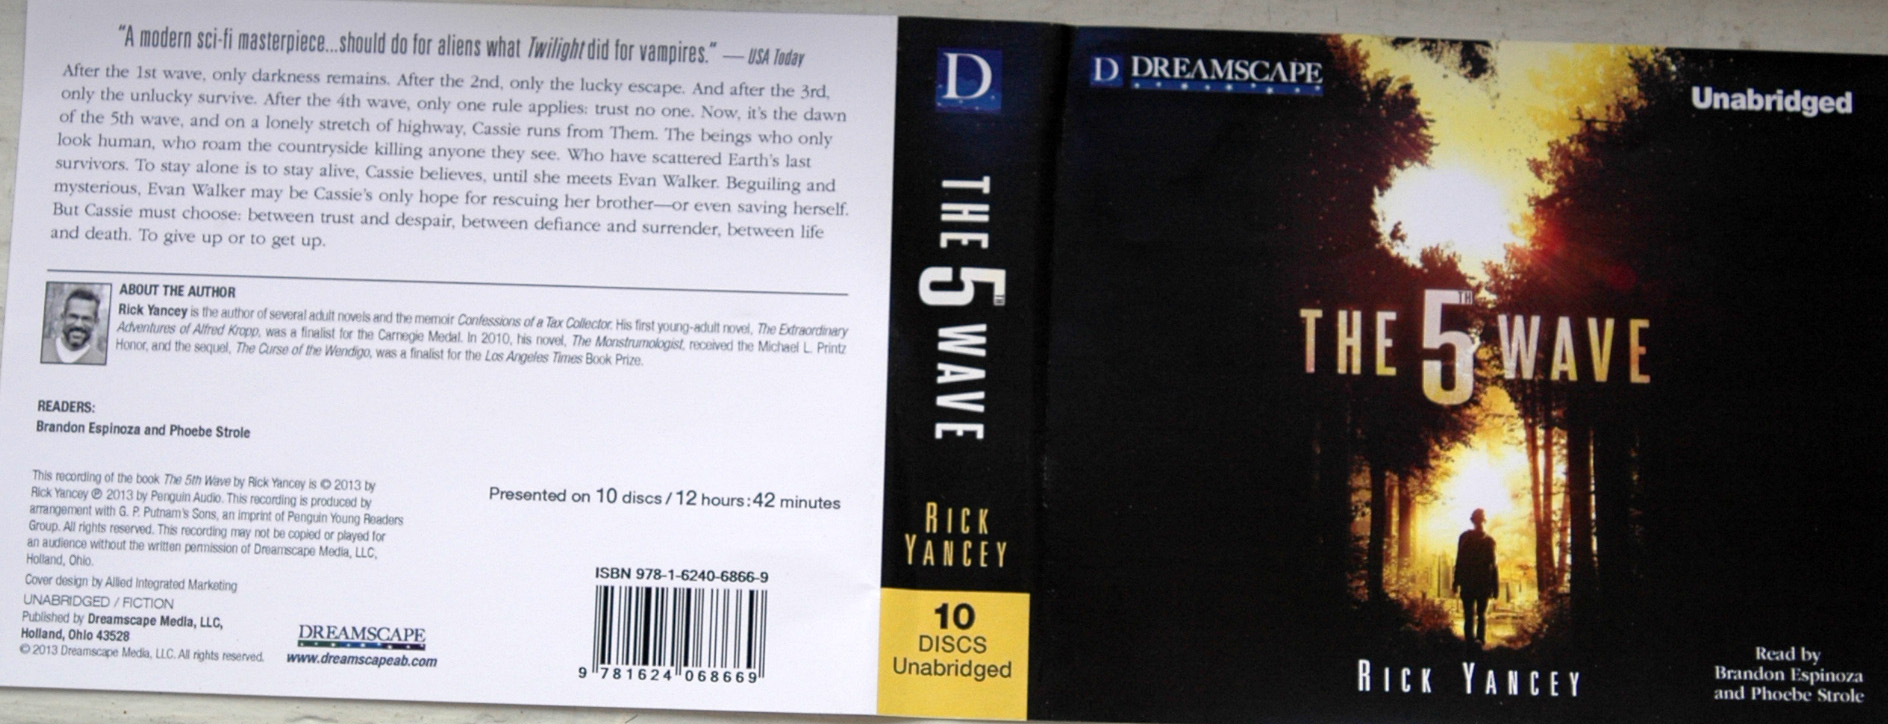 "A modern sci-fi masterpiece...should do for aliens what Twilight did for vampires." — USA Today
After the 1st wave, only darkness remains. After the 2nd, only the lucky escape. And after the 3rd,
only the unlucky survive. After the 4th wave, only one rule applies: trust no one. Now, it's the dawn
of the 5th wave, and on a lonely stretch of highway, Cassie runs from Them. The beings who only
look human, who roam the countryside killing anyone they see. Who have scattered Earth's last
survivors. To stay alone is to stay alive, Cassie believes, until she meets Evan Walker. Beguiling and
mysterious, Evan Walker may be Cassie's only hope for rescuing her brother—or even saving herself.
But Cassie must choose: between trust and despair, between defiance and surrender, between life
and death. To give up or to get up.
ABOUT THE AUTHOR
Rick Yancey is the author of several adult novels and the memoir Confessions of a Tax Collector. His first young-adult novel, The Extraordinary
Adventures of Alfred Kropp, was a finalist for the Carnegie Medal. In 2010, his novel, The Monstrumologist, received the Michael L. Printz
Honor, and the sequel, The Curse of the Wendigo, was a finalist for the Los Angeles Times Book Prize.
READERS:
Brandon Espinoza and Phoebe Strole
This recording of the book The 5th Wave by Rick Yancey is © 2013 by
Rick Yancey ℗ 2013 by Penguin Audio. This recording is produced by
arrangement with G. P. Putnam's Sons, an imprint of Penguin Young Readers
Group. All rights reserved. This recording may not be copied or played for
an audience without the written permission of Dreamscape Media, LLC,
Holland, Ohio.
Cover design by Allied Integrated Marketing
UNABRIDGED / FICTION
Published by Dreamscape Media, LLC,
Holland, Ohio 43528
© 2013 Dreamscape Media, LLC. All rights reserved.
DREAMSCAPE
www.dreamscapeab.com
Presented on 10 discs / 12 hours:42 minutes
ISBN 978-1-6240-6866-9
9 781624 068669
D
THE 5TH WAVE
RICK
YANCEY
10
DISCS
Unabridged
D DREAMSCAPE
Unabridged
THE 5TH WAVE
RICK YANCEY
Read by
Brandon Espinoza
and Phoebe Strole